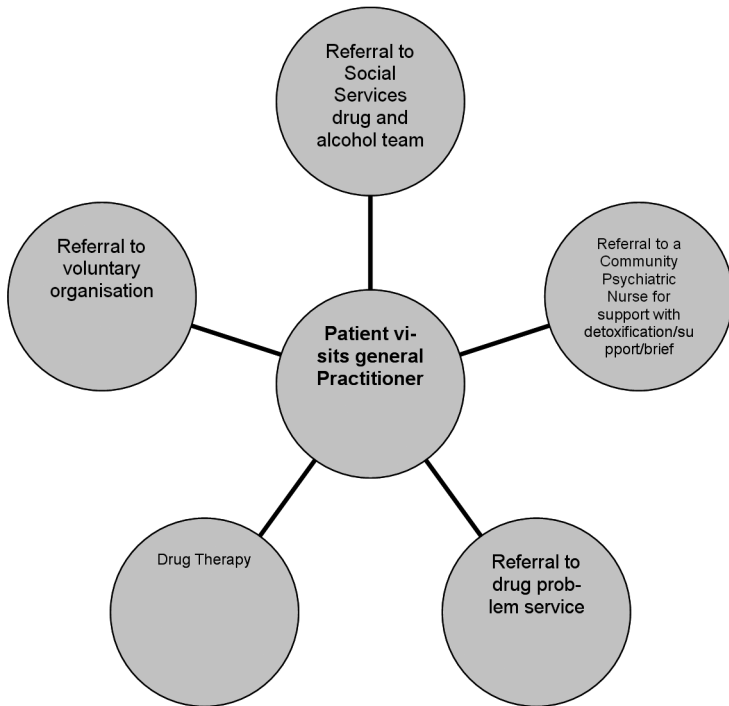 Referral to
Social
Services
drug and
alcohol team
Referral to
voluntary
organisation
Referral to a
Community
Psychiatric
Nurse for
support with
detoxification/su
pport/brief
Patient vi-
sits general
Practitioner
Drug Therapy
Referral to
drug prob-
lem service